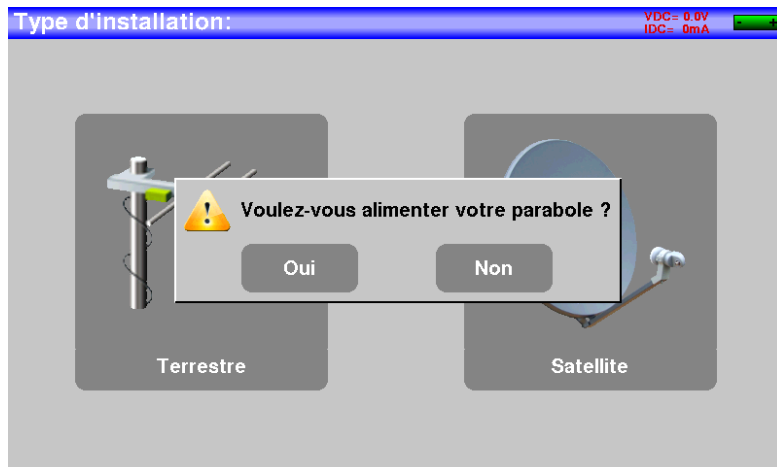 Type d'installation:
VDC= 0.0V
IDC= 0mA
- +
Voulez-vous alimenter votre parabole ?
Oui
Non
Terrestre
Satellite